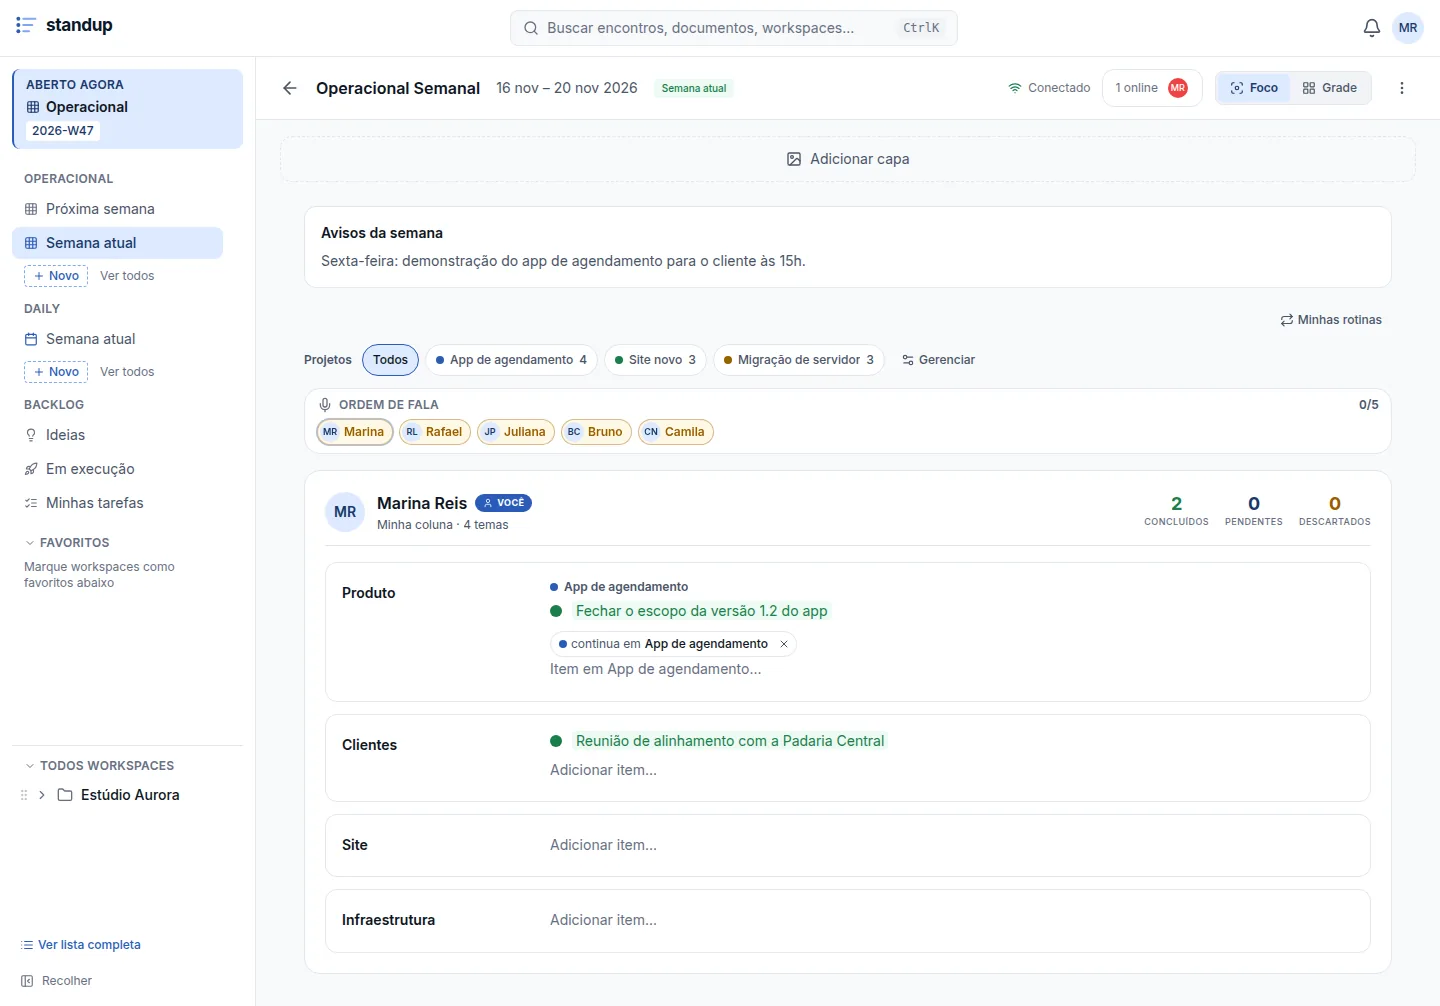 standup
Buscar encontros, documentos, workspaces...
CtrlK
MR
ABERTO AGORA
Operacional
2026-W47
OPERACIONAL
Próxima semana
Semana atual
+ Novo
Ver todos
DAILY
Semana atual
+ Novo
Ver todos
BACKLOG
Ideias
Em execução
Minhas tarefas
FAVORITOS
Marque workspaces como
favoritos abaixo
TODOS WORKSPACES
Estúdio Aurora
Ver lista completa
Recolher
Operacional Semanal
16 nov – 20 nov 2026
Semana atual
Conectado
1 online
MR
Foco
Grade
Adicionar capa
Avisos da semana
Sexta-feira: demonstração do app de agendamento para o cliente às 15h.
Minhas rotinas
Projetos
Todos
App de agendamento 4
Site novo 3
Migração de servidor 3
Gerenciar
ORDEM DE FALA
0/5
MR Marina
RL Rafael
JP Juliana
BC Bruno
CN Camila
MR
Marina Reis
VOCÊ
Minha coluna · 4 temas
2
CONCLUÍDOS
0
PENDENTES
0
DESCARTADOS
Produto
App de agendamento
Fechar o escopo da versão 1.2 do app
continua em App de agendamento ×
Item em App de agendamento...
Clientes
Reunião de alinhamento com a Padaria Central
Adicionar item...
Site
Adicionar item...
Infraestrutura
Adicionar item...